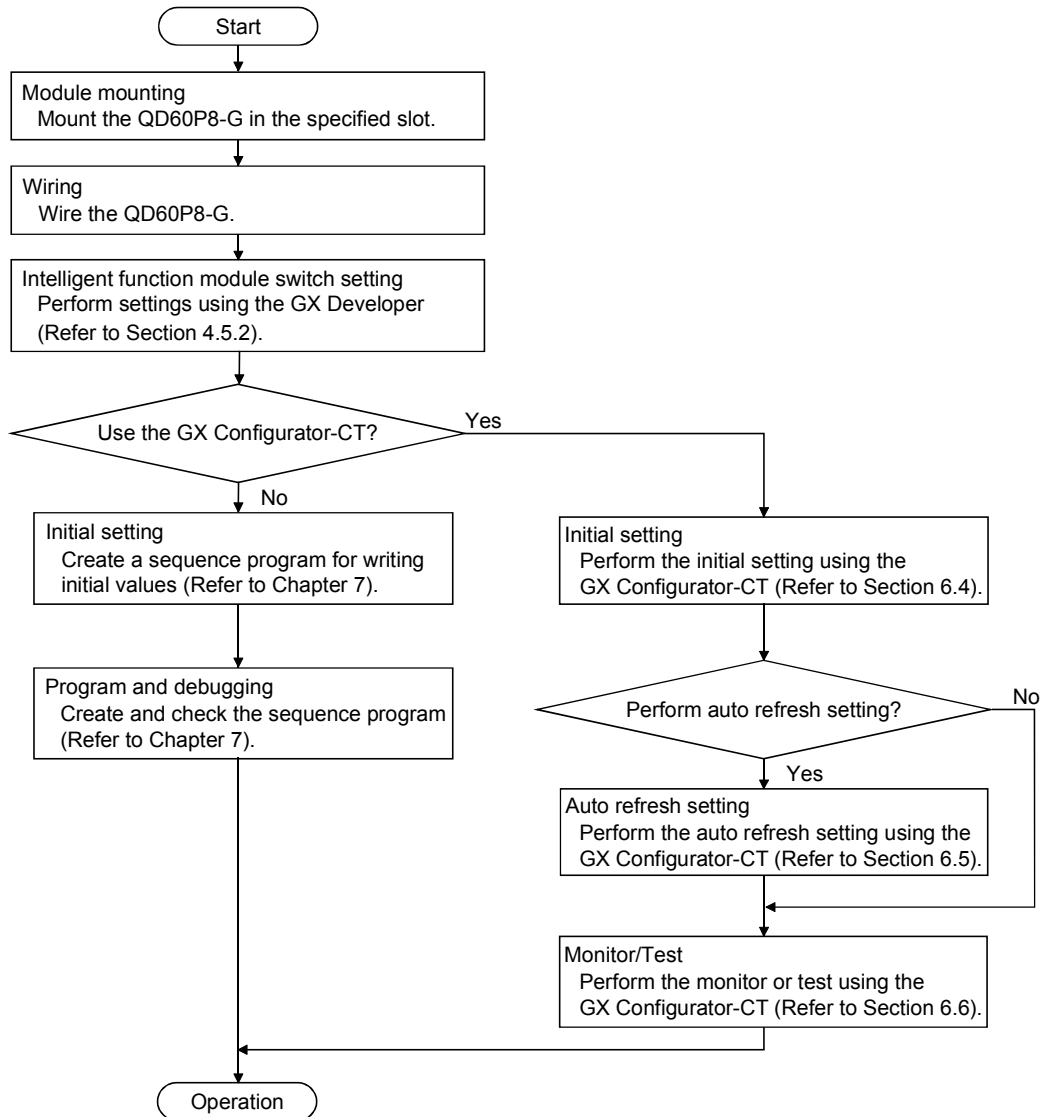 Start
Module mounting
Mount the QD60P8-G in the specified slot.
Wiring
Wire the QD60P8-G.
Intelligent function module switch setting
Perform settings using the GX Developer
(Refer to Section 4.5.2).
Use the GX Configurator-CT?
Yes
No
Initial setting
Create a sequence program for writing
initial values (Refer to Chapter 7).
Program and debugging
Create and check the sequence program
(Refer to Chapter 7).
Initial setting
Perform the initial setting using the
GX Configurator-CT (Refer to Section 6.4).
Perform auto refresh setting?
No
Yes
Auto refresh setting
Perform the auto refresh setting using the
GX Configurator-CT (Refer to Section 6.5).
Monitor/Test
Perform the monitor or test using the
GX Configurator-CT (Refer to Section 6.6).
Operation